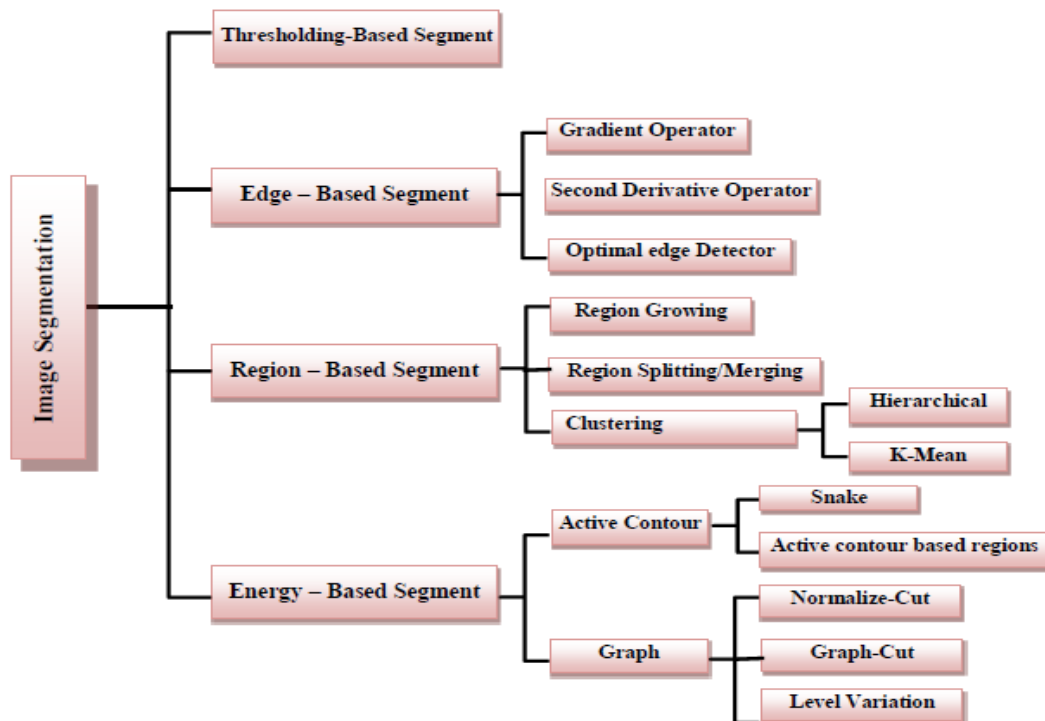 Image Segmentation
Thresholding-Based Segment
Edge – Based Segment
Gradient Operator
Second Derivative Operator
Optimal edge Detector
Region – Based Segment
Region Growing
Region Splitting/Merging
Clustering
Hierarchical
K-Mean
Energy – Based Segment
Active Contour
Snake
Active contour based regions
Graph
Normalize-Cut
Graph-Cut
Level Variation